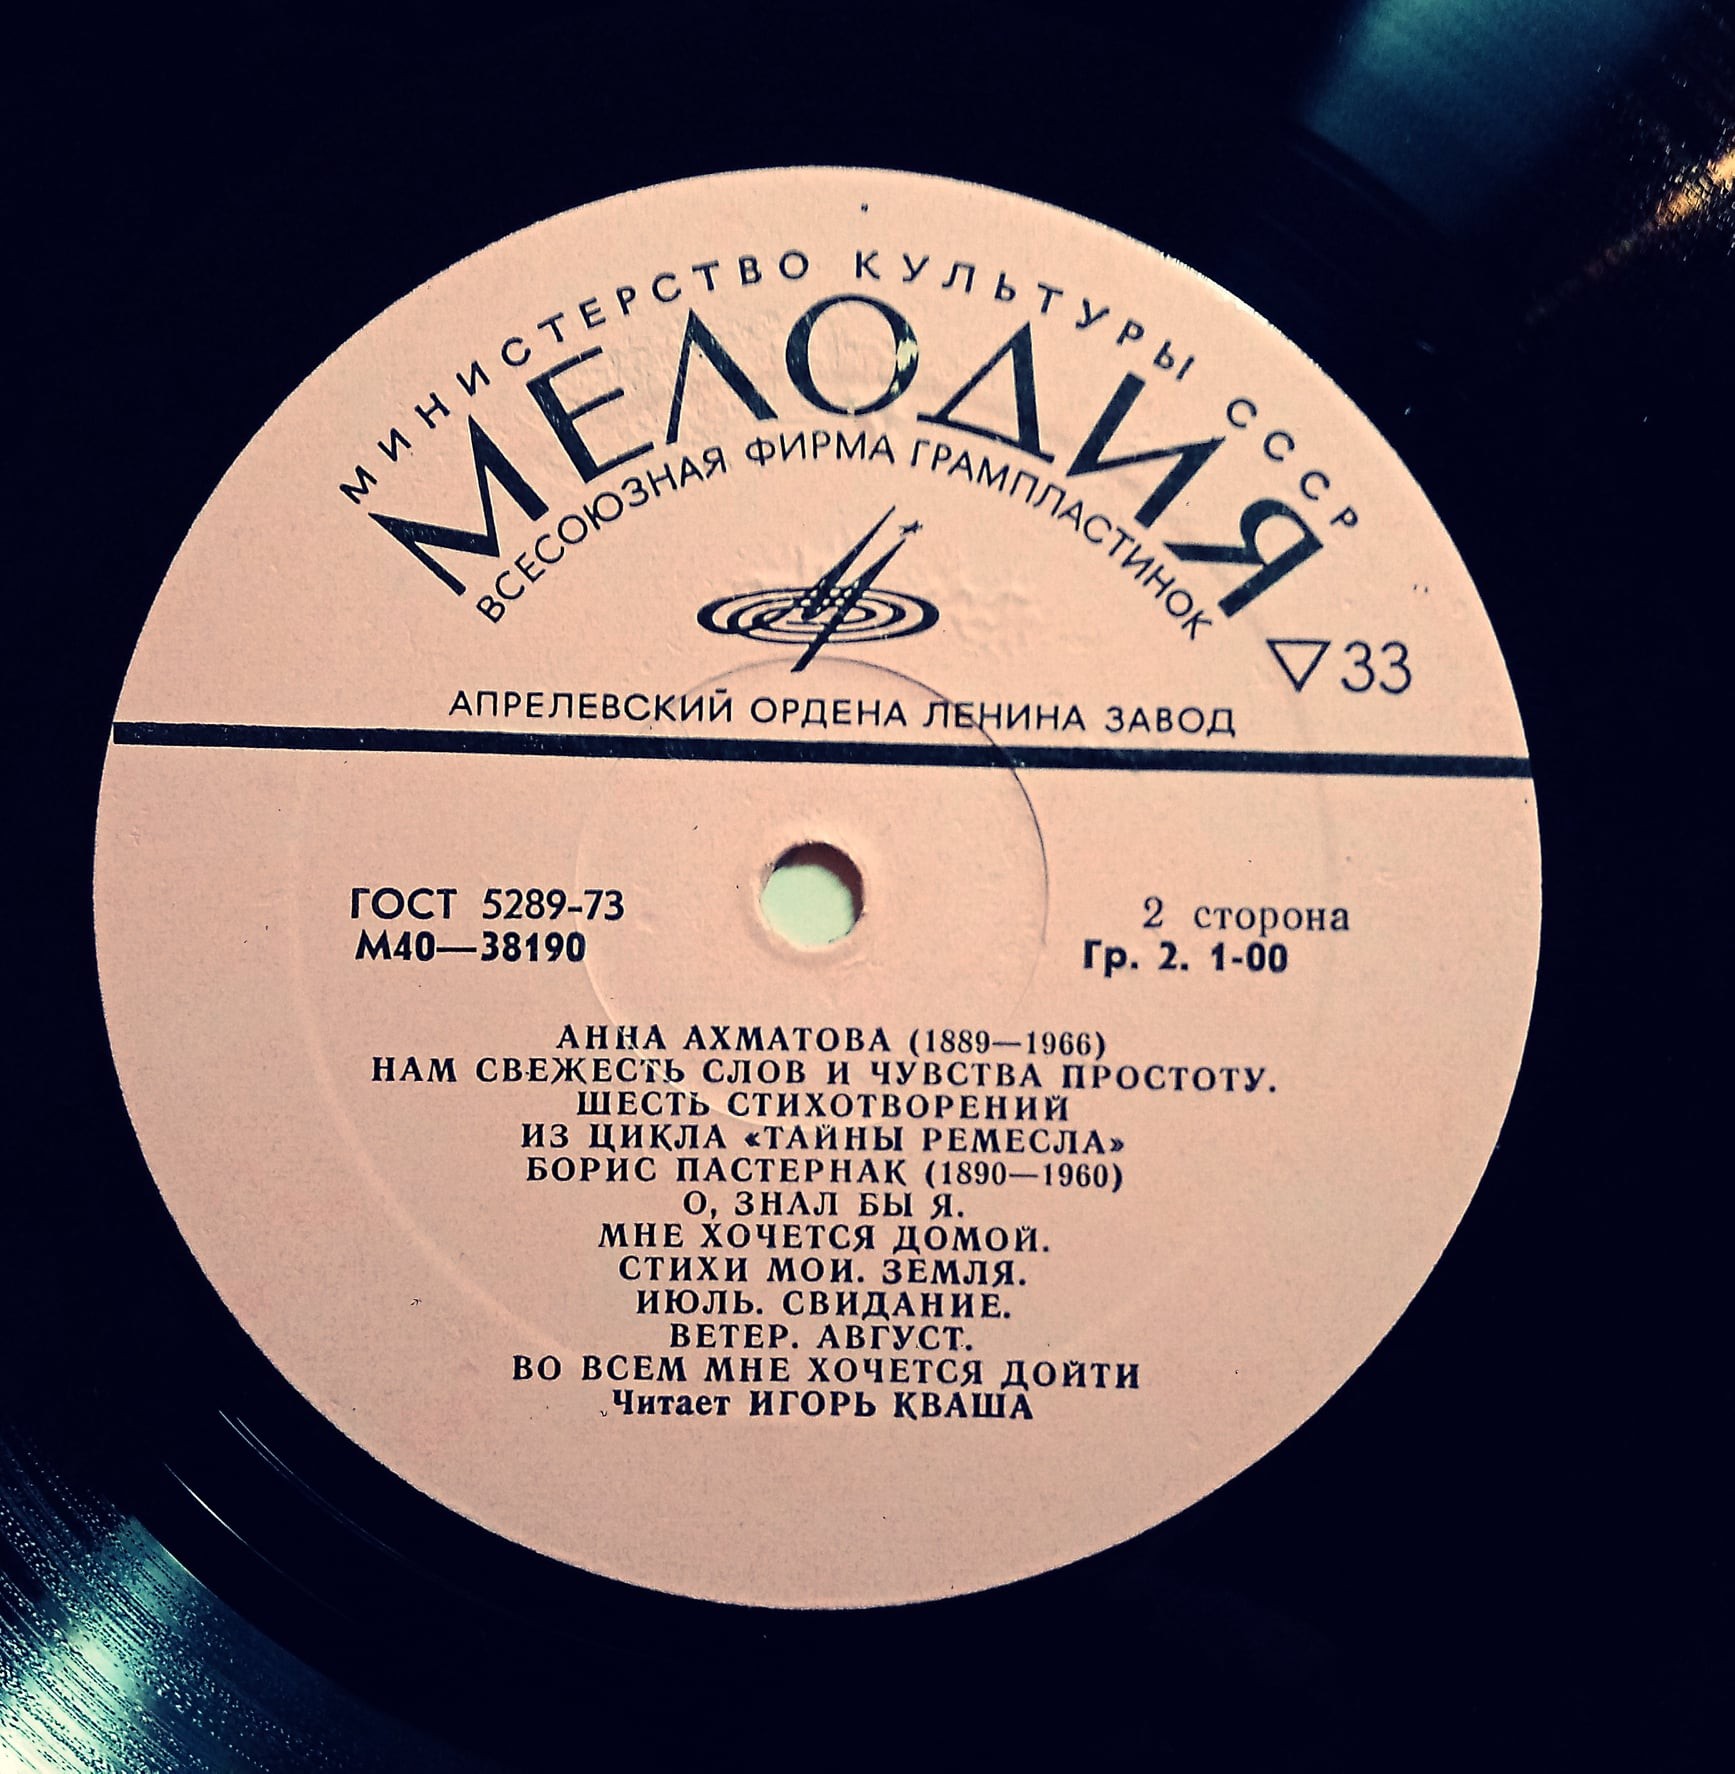 МИНИСТЕРСТВО КУЛЬТУРЫ СССР
МЕЛОДИЯ
ВСЕСОЮЗНАЯ ФИРМА ГРАМПЛАСТИНОК
▽33
АПРЕЛЕВСКИЙ ОРДЕНА ЛЕНИНА ЗАВОД
ГОСТ 5289-73
М40—38190
2 сторона
Гр. 2. 1-00
АННА АХМАТОВА (1889—1966)
НАМ СВЕЖЕСТЬ СЛОВ И ЧУВСТВА ПРОСТОТУ.
ШЕСТЬ СТИХОТВОРЕНИЙ
ИЗ ЦИКЛА «ТАЙНЫ РЕМЕСЛА»
БОРИС ПАСТЕРНАК (1890—1960)
О, ЗНАЛ БЫ Я.
МНЕ ХОЧЕТСЯ ДОМОЙ.
СТИХИ МОИ. ЗЕМЛЯ.
ИЮЛЬ. СВИДАНИЕ.
ВЕТЕР. АВГУСТ.
ВО ВСЕМ МНЕ ХОЧЕТСЯ ДОЙТИ
Читает ИГОРЬ КВАША